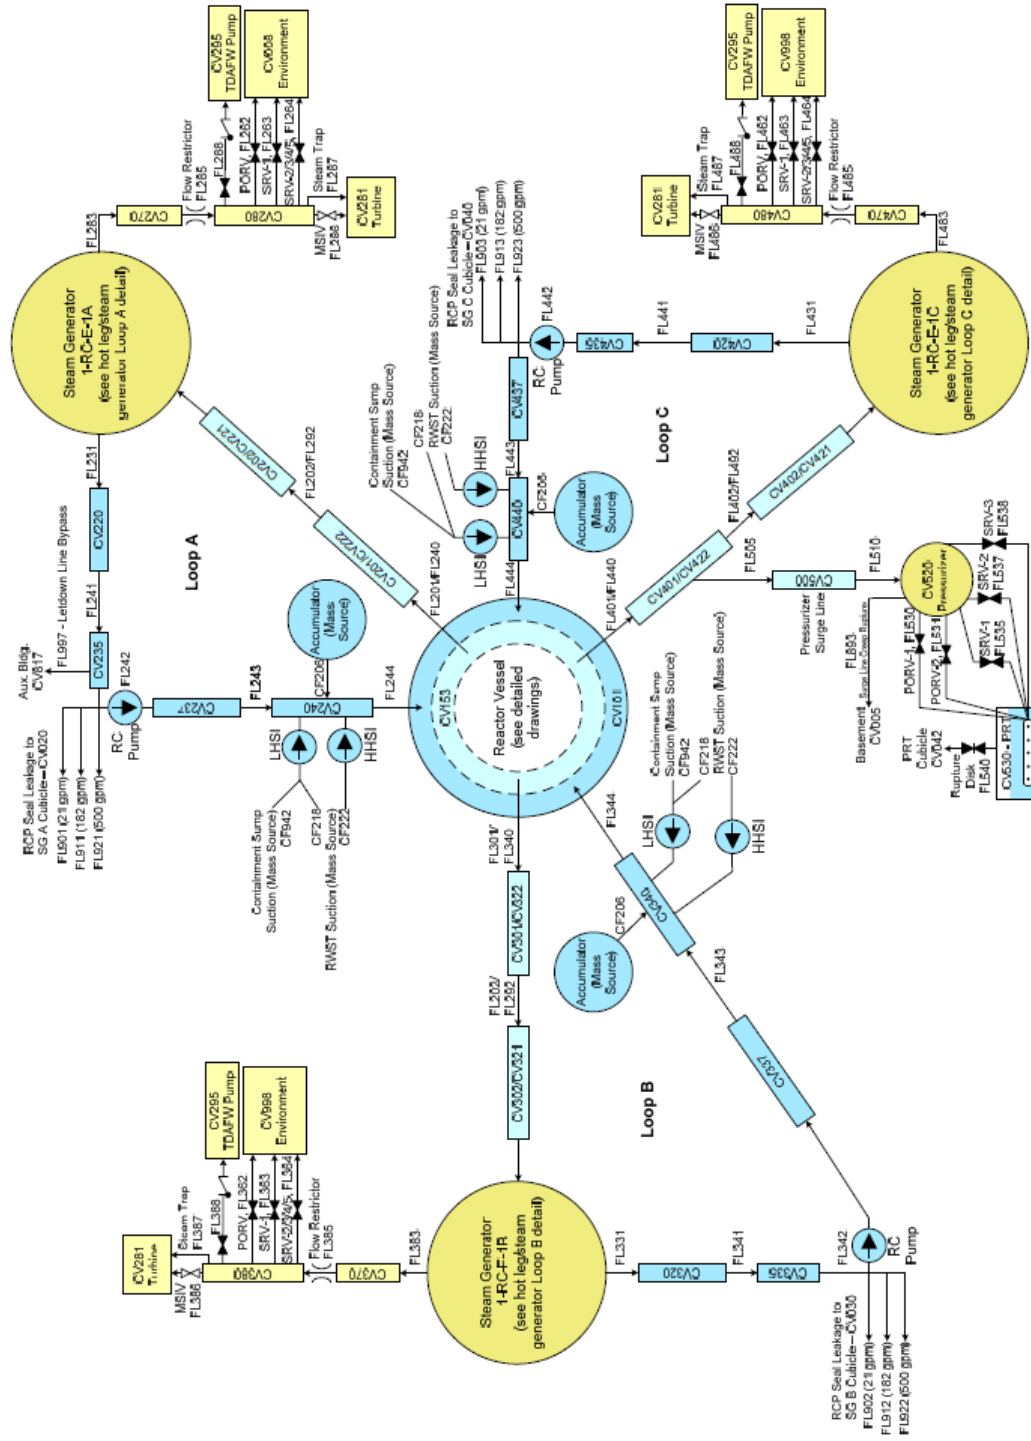 Steam Generator
1-RC-E-1A
(see hot leg/steam
generator Loop A detail)
FL283
CV270
Flow Restrictor
FL285
CV280
FL288
CV295
TDAFW Pump
PORV, FL262
SRV-1, FL263
SRV-2/3/4/5, FL264
Environment
Steam Trap
FL287
MSIV
FL286
CV281
Turbine
FL231
CV220
FL241
FL997 - Letdown Line Bypass
Aux. Bldg.
CV817
CV235
FL242
RC
Pump
RCP Seal Leakage to
SG A Cubicle—CV020
FL901 (21 gpm)
FL911 (182 gpm)
FL921 (500 gpm)
CV237
FL243
Accumulator
(Mass
Source)
CF206
CV240
FL244
LHSI
HHSI
Containment Sump
Suction (Mass Source)
CF942
CF218
RWST Suction (Mass Source)
CF222
Loop A
CV202/CV221
FL202/FL292
CV201/CV222
FL201/FL240
Reactor Vessel
(see detailed
drawings)
CV153
FL301/
FL340
CV301/CV322
FL202/
FL292
CV302/CV321
Steam Generator
(see hot leg/steam
generator Loop B detail)
FL383
CV370
Flow Restrictor
FL385
CV380
FL388
CV295
TDAFW Pump
PORV, FL362
SRV-1, FL363
SRV-2/3/4/5, FL364
CV998
Environment
Steam Trap
FL387
MSIV
FL386
CV281
Turbine
FL331
CV320
FL341
CV335
FL342
RC
Pump
RCP Seal Leakage to
SG B Cubicle—CV030
FL902 (21 gpm)
FL912 (182 gpm)
FL922 (500 gpm)
CV337
FL343
CV340
FL344
Accumulator
(Mass
Source)
CF206
LHSI
HHSI
Containment Sump
Suction (Mass Source)
CF942
CF218
RWST Suction (Mass Source)
CF222
Loop B
Loop C
FL401/FL440
CV401/CV422
FL402/FL492
CV402/CV421
Steam Generator
1-RC-E-1C
(see hot leg/steam
generator Loop C detail)
FL483
CV470
Flow Restrictor
FL485
CV480
FL488
CV295
TDAFW Pump
PORV, FL462
SRV-1, FL463
SRV-2/3/4/5, FL464
CV998
Environment
Steam Trap
FL487
MSIV
FL486
CV281
Turbine
FL431
CV420
FL441
CV435
FL442
RC
Pump
RCP Seal Leakage to
SG C Cubicle—CV040
FL903 (21 gpm)
FL913 (182 gpm)
FL923 (500 gpm)
CV437
FL443
CV440
FL444
LHSI
HHSI
Containment Sump
Suction (Mass Source)
CF942
CF218
RWST Suction (Mass Source)
CF222
CF206
Accumulator
(Mass
Source)
FL505
CV500
Pressurizer
Surge Line
FL510
CV520
Pressurizer
FL893
Surge Line Creep Rupture
Basement
CV005
PORV-1, FL530
PORV-2, FL531
SRV-1
FL535
SRV-2
FL537
SRV-3
FL538
PRT
Cubicle
CV042
Rupture
Disk
FL540
CV530 - PRT